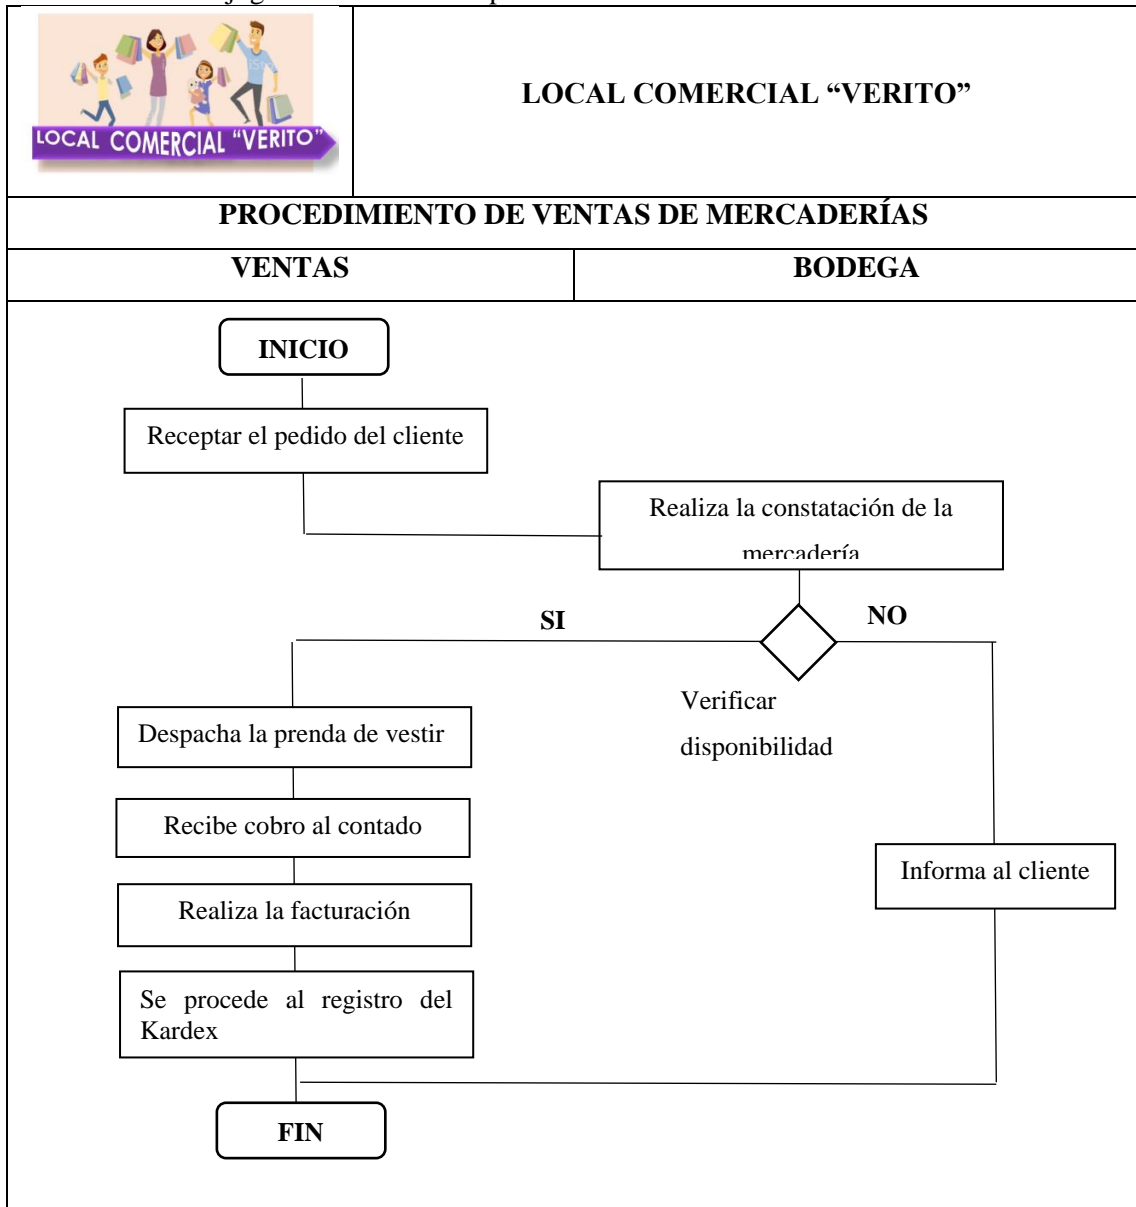 LOCAL COMERCIAL "VERITO"
LOCAL COMERCIAL “VERITO”
PROCEDIMIENTO DE VENTAS DE MERCADERÍAS
VENTAS
BODEGA
INICIO
Receptar el pedido del cliente
Realiza la constatación de la
mercadería
SI
NO
Verificar
disponibilidad
Despacha la prenda de vestir
Recibe cobro al contado
Informa al cliente
Realiza la facturación
Se procede al registro del
Kardex
FIN